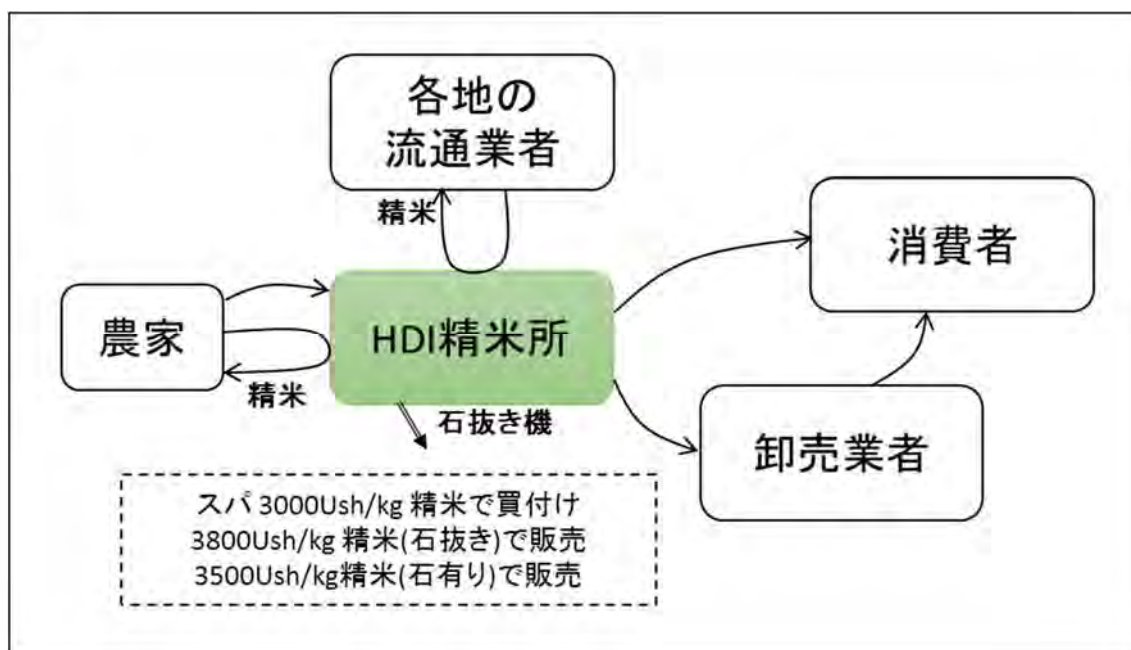 各地の
流通業者
精米
消費者
農家
HDI精米所
精米
石抜き機
卸売業者
スパ 3000Ush/kg 精米で買付け
3800Ush/kg 精米(石抜き)で販売
3500Ush/kg精米(石有り)で販売